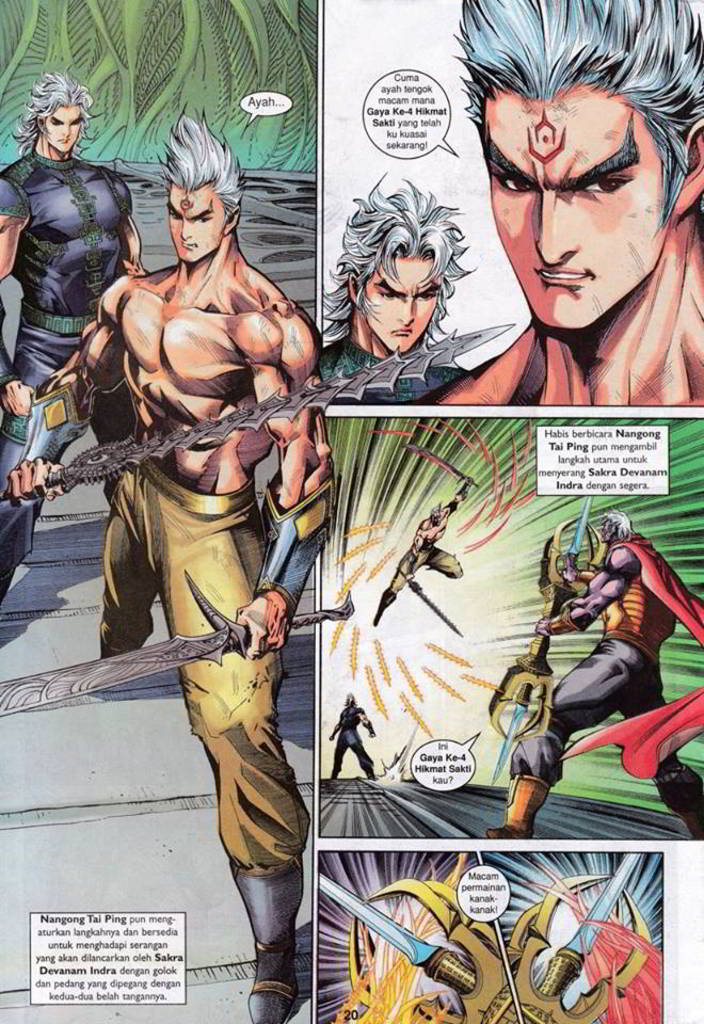 Ayah...
Nangong Tai Ping pun meng-
aturkan langkahnya dan bersedia
untuk menghadapi serangan
yang akan dilancarkan oleh Sakra
Devanam Indra dengan golok
dan pedang yang dipegang dengan
kedua-dua belah tangannya.
Cuma
ayah tengok
macam mana
Gaya Ke-4 Hikmat
Sakti yang telah
ku kuasai
sekarang!
Habis berbicara Nangong
Tai Ping pun mengambil
langkah utama untuk
menyerang Sakra Devanam
Indra dengan segera.
Ini
Gaya Ke-4
Hikmat Sakti
kau?
Macam
permainan
kanak-
kanak!
20